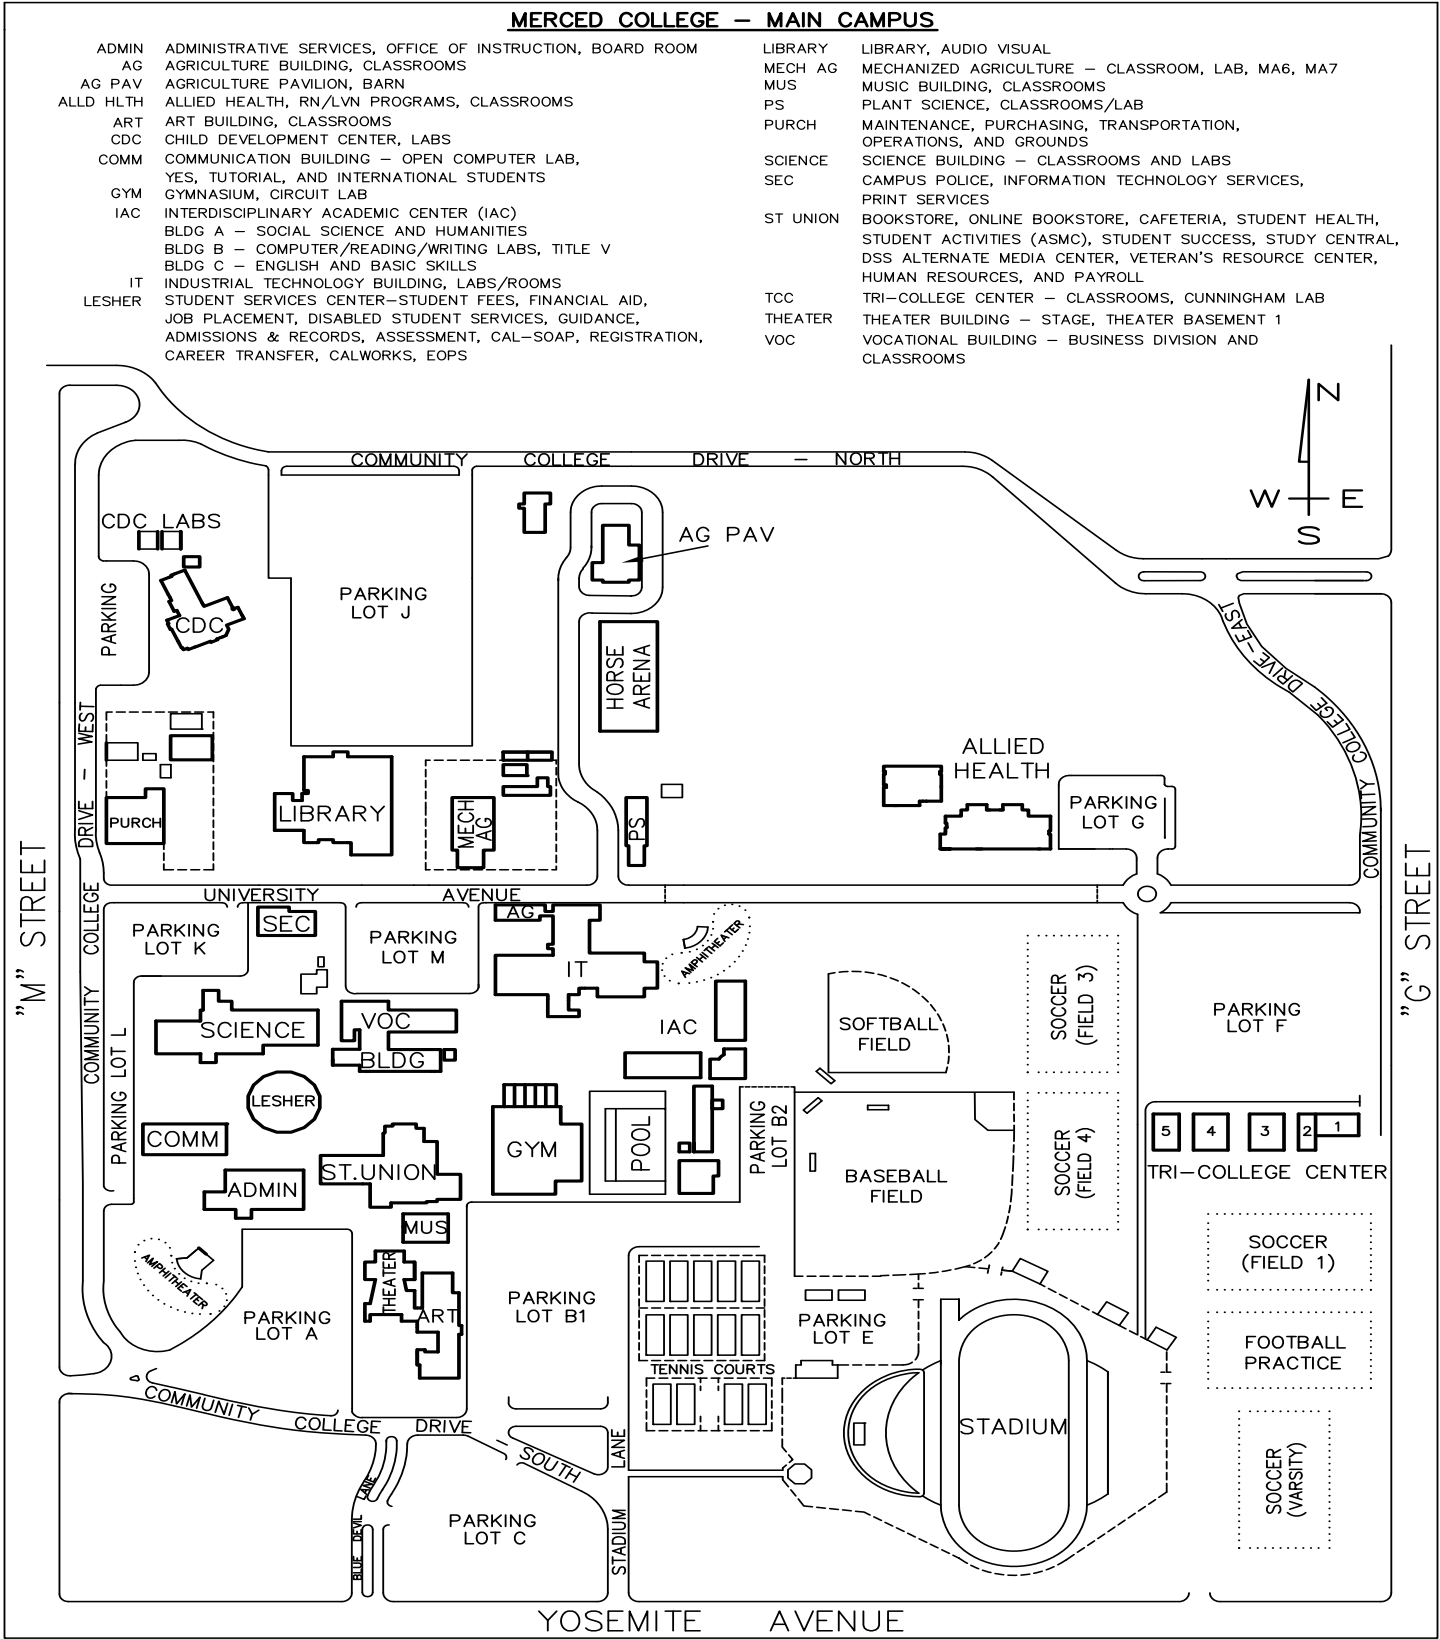 MERCED COLLEGE – MAIN CAMPUS
ADMIN ADMINISTRATIVE SERVICES, OFFICE OF INSTRUCTION, BOARD ROOM
AG AGRICULTURE BUILDING, CLASSROOMS
AG PAV AGRICULTURE PAVILION, BARN
ALLD HLTH ALLIED HEALTH, RN/LVN PROGRAMS, CLASSROOMS
ART ART BUILDING, CLASSROOMS
CDC CHILD DEVELOPMENT CENTER, LABS
COMM COMMUNICATION BUILDING – OPEN COMPUTER LAB,
YES, TUTORIAL, AND INTERNATIONAL STUDENTS
GYM GYMNASIUM, CIRCUIT LAB
IAC INTERDISCIPLINARY ACADEMIC CENTER (IAC)
BLDG A – SOCIAL SCIENCE AND HUMANITIES
BLDG B – COMPUTER/READING/WRITING LABS, TITLE V
BLDG C – ENGLISH AND BASIC SKILLS
IT INDUSTRIAL TECHNOLOGY BUILDING, LABS/ROOMS
LESHER STUDENT SERVICES CENTER–STUDENT FEES, FINANCIAL AID,
JOB PLACEMENT, DISABLED STUDENT SERVICES, GUIDANCE,
ADMISSIONS & RECORDS, ASSESSMENT, CAL–SOAP, REGISTRATION,
CAREER TRANSFER, CALWORKS, EOPS
LIBRARY LIBRARY, AUDIO VISUAL
MECH AG MECHANIZED AGRICULTURE – CLASSROOM, LAB, MA6, MA7
MUS MUSIC BUILDING, CLASSROOMS
PS PLANT SCIENCE, CLASSROOMS/LAB
PURCH MAINTENANCE, PURCHASING, TRANSPORTATION,
OPERATIONS, AND GROUNDS
SCIENCE SCIENCE BUILDING – CLASSROOMS AND LABS
SEC CAMPUS POLICE, INFORMATION TECHNOLOGY SERVICES,
PRINT SERVICES
ST UNION BOOKSTORE, ONLINE BOOKSTORE, CAFETERIA, STUDENT HEALTH,
STUDENT ACTIVITIES (ASMC), STUDENT SUCCESS, STUDY CENTRAL,
DSS ALTERNATE MEDIA CENTER, VETERAN'S RESOURCE CENTER,
HUMAN RESOURCES, AND PAYROLL
TCC TRI–COLLEGE CENTER – CLASSROOMS, CUNNINGHAM LAB
THEATER THEATER BUILDING – STAGE, THEATER BASEMENT 1
VOC VOCATIONAL BUILDING – BUSINESS DIVISION AND
CLASSROOMS
N
W E
S
COMMUNITY COLLEGE DRIVE – NORTH
CDC LABS
AG PAV
PARKING
LOT J
PARKING
CDC
HORSE
ARENA
COMMUNITY COLLEGE DRIVE–EAST
COMMUNITY COLLEGE DRIVE – WEST
ALLIED
HEALTH
PARKING
LOT G
PURCH
LIBRARY
MECH
AG
PS
"M" STREET
"G" STREET
UNIVERSITY AVENUE
PARKING
LOT K
SEC
PARKING
LOT M
AG
IT
AMPHITHEATER
SOCCER
(FIELD 3)
PARKING
LOT F
PARKING LOT L
SCIENCE
VOC
BLDG
IAC
SOFTBALL
FIELD
LESHER
COMM
GYM
POOL
PARKING
LOT B2
BASEBALL
FIELD
SOCCER
(FIELD 4)
5 4 3 2 1
TRI–COLLEGE CENTER
ST.UNION
ADMIN
MUS
AMPHITHEATER
THEATER
ART
PARKING
LOT A
PARKING
LOT B1
PARKING
LOT E
TENNIS COURTS
SOCCER
(FIELD 1)
FOOTBALL
PRACTICE
STADIUM
SOCCER
(VARSITY)
COMMUNITY COLLEGE DRIVE SOUTH
BLUE DEVIL LANE
PARKING
LOT C
STADIUM LANE
YOSEMITE AVENUE